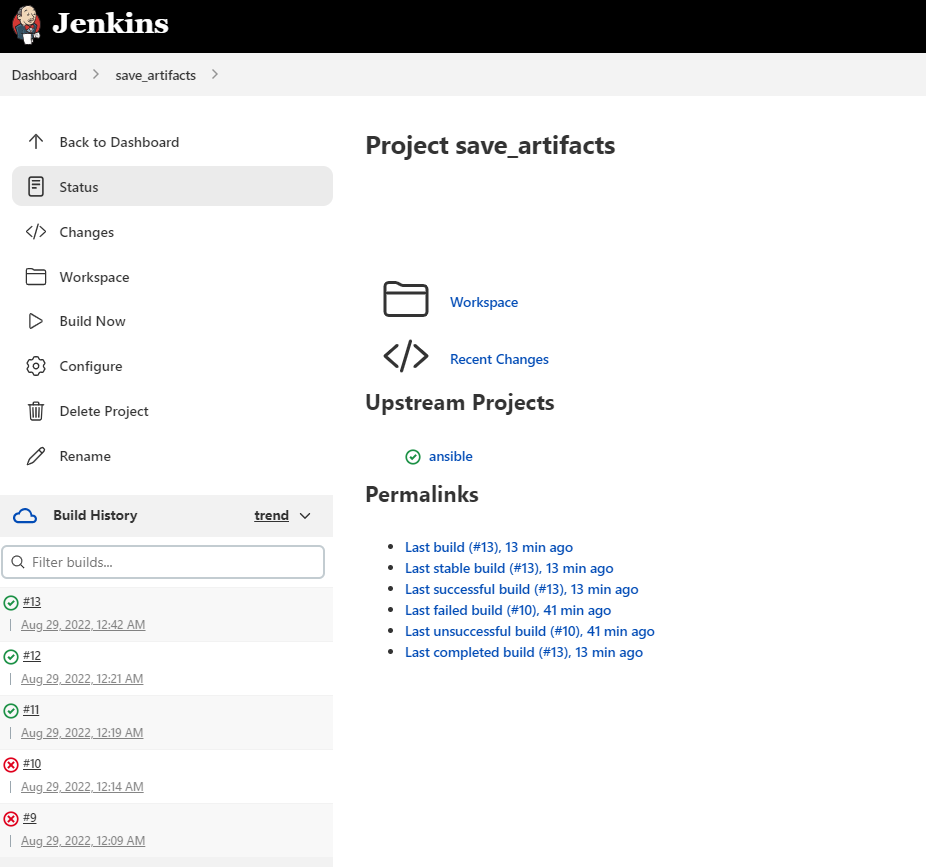 Jenkins
Dashboard
save_artifacts
Back to Dashboard
Status
Changes
Workspace
Build Now
Configure
Delete Project
Rename
Build History
trend
Filter builds...
#13
Aug 29, 2022, 12:42 AM
#12
Aug 29, 2022, 12:21 AM
#11
Aug 29, 2022, 12:19 AM
#10
Aug 29, 2022, 12:14 AM
#9
Aug 29, 2022, 12:09 AM
Project save_artifacts
Workspace
Recent Changes
Upstream Projects
ansible
Permalinks
Last build (#13), 13 min ago
Last stable build (#13), 13 min ago
Last successful build (#13), 13 min ago
Last failed build (#10), 41 min ago
Last unsuccessful build (#10), 41 min ago
Last completed build (#13), 13 min ago